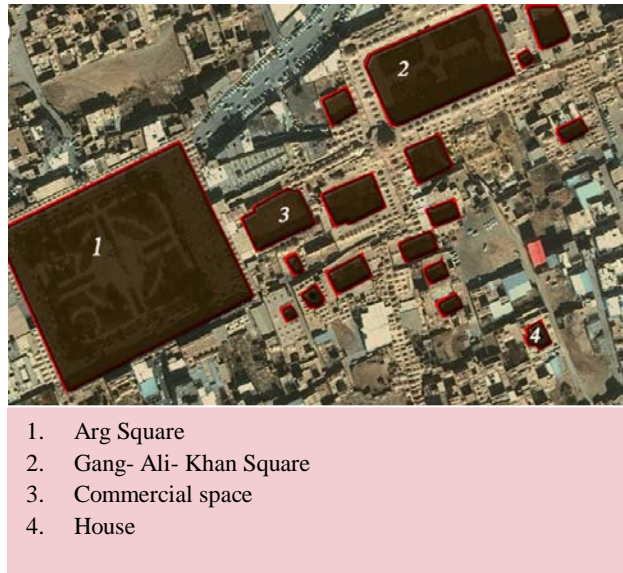 1
2
3
4
1. Arg Square
2. Gang- Ali- Khan Square
3. Commercial space
4. House